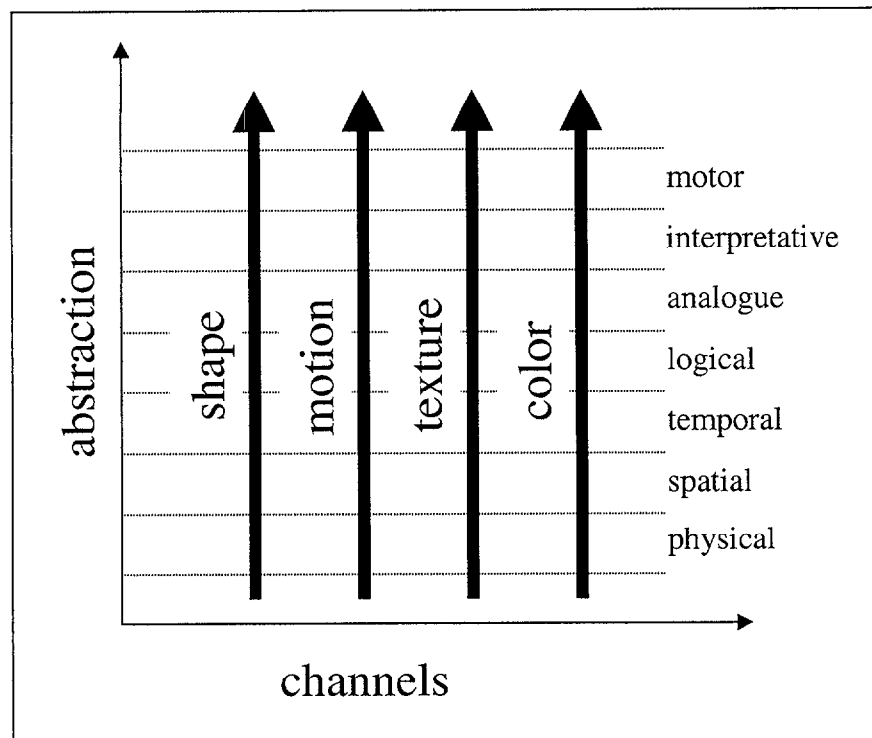 abstraction
shape
motion
texture
color
motor
interpretative
analogue
logical
temporal
spatial
physical
channels